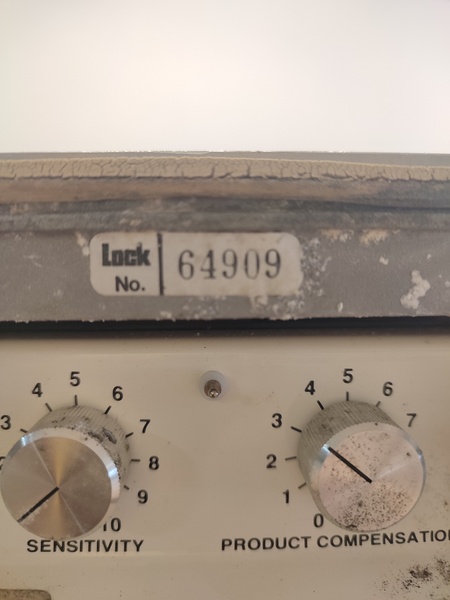 Lock
No. 64909
3 4 5 6 7 8 9 10
0 1 2 3 4 5 6 7
SENSITIVITY
PRODUCT COMPENSATIO